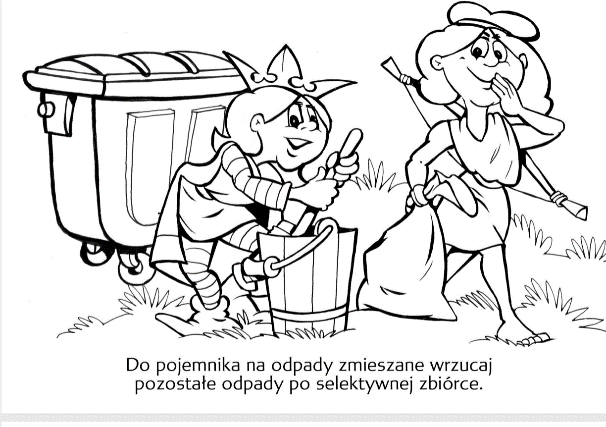 Do pojemnika na odpady zmieszane wrzucaj
pozostałe odpady po selektywnej zbiórce.